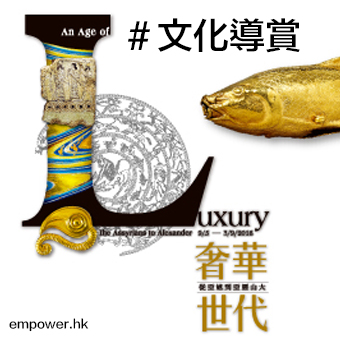 An Age of
# 文化導賞
Luxury
the Assyrians to Alexander 9/5 — 3/9/2018
奢華
從亞述到亞歷山大
世代
empower.hk